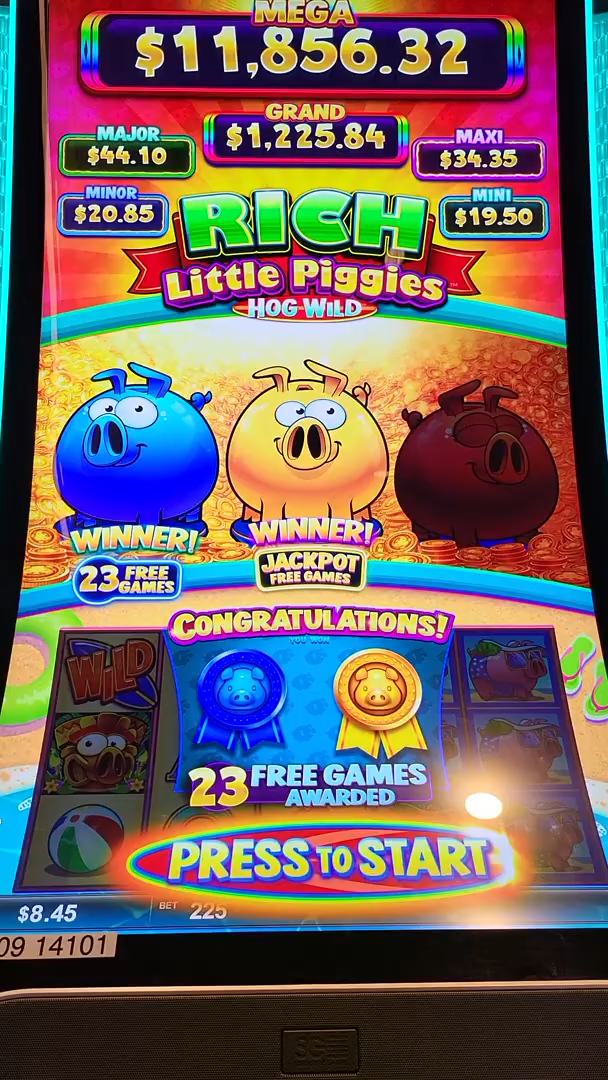 MEGA
$11,856.32
GRAND
$1,225.84
MAJOR
$44.10
MAXI
$34.35
MINOR
$20.85
MINI
$19.50
RICH
Little Piggies™
HOG WILD
WINNER!
WINNER!
23 FREE GAMES
JACKPOT
FREE GAMES
CONGRATULATIONS!
YOU WON
WILD
23 FREE GAMES
AWARDED
PRESS TO START
$8.45
BET 225
09 14101
SG